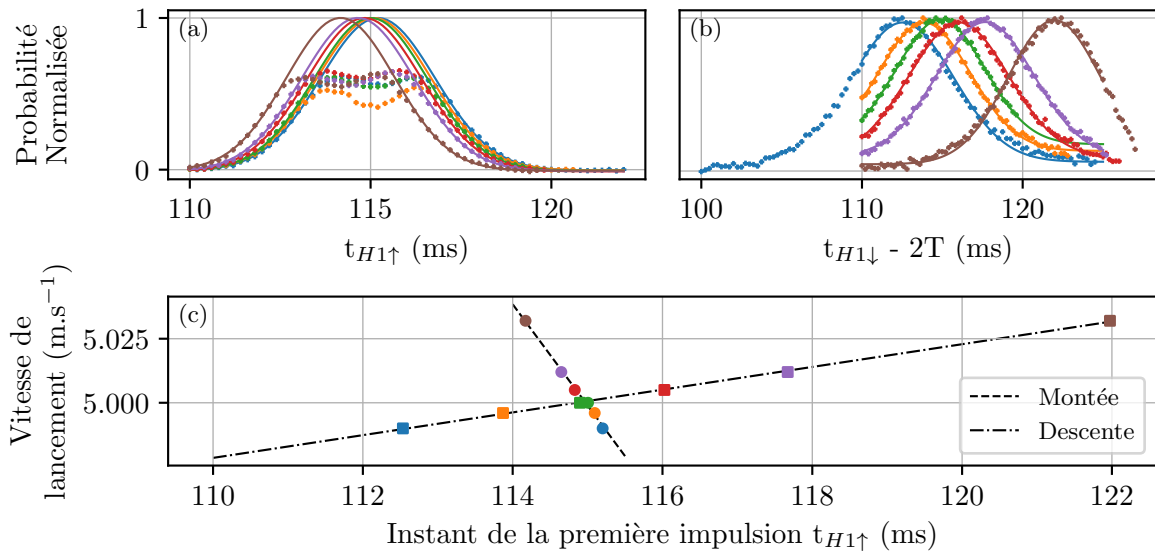 Probabilité
Normalisée
1
0
(a)
110
115
120
t_{H1↑} (ms)
(b)
100
110
120
t_{H1↓} - 2T (ms)
Vitesse de
lancement (m.s⁻¹)
5.025
5.000
(c)
Montée
Descente
110
112
114
116
118
120
122
Instant de la première impulsion t_{H1↑} (ms)